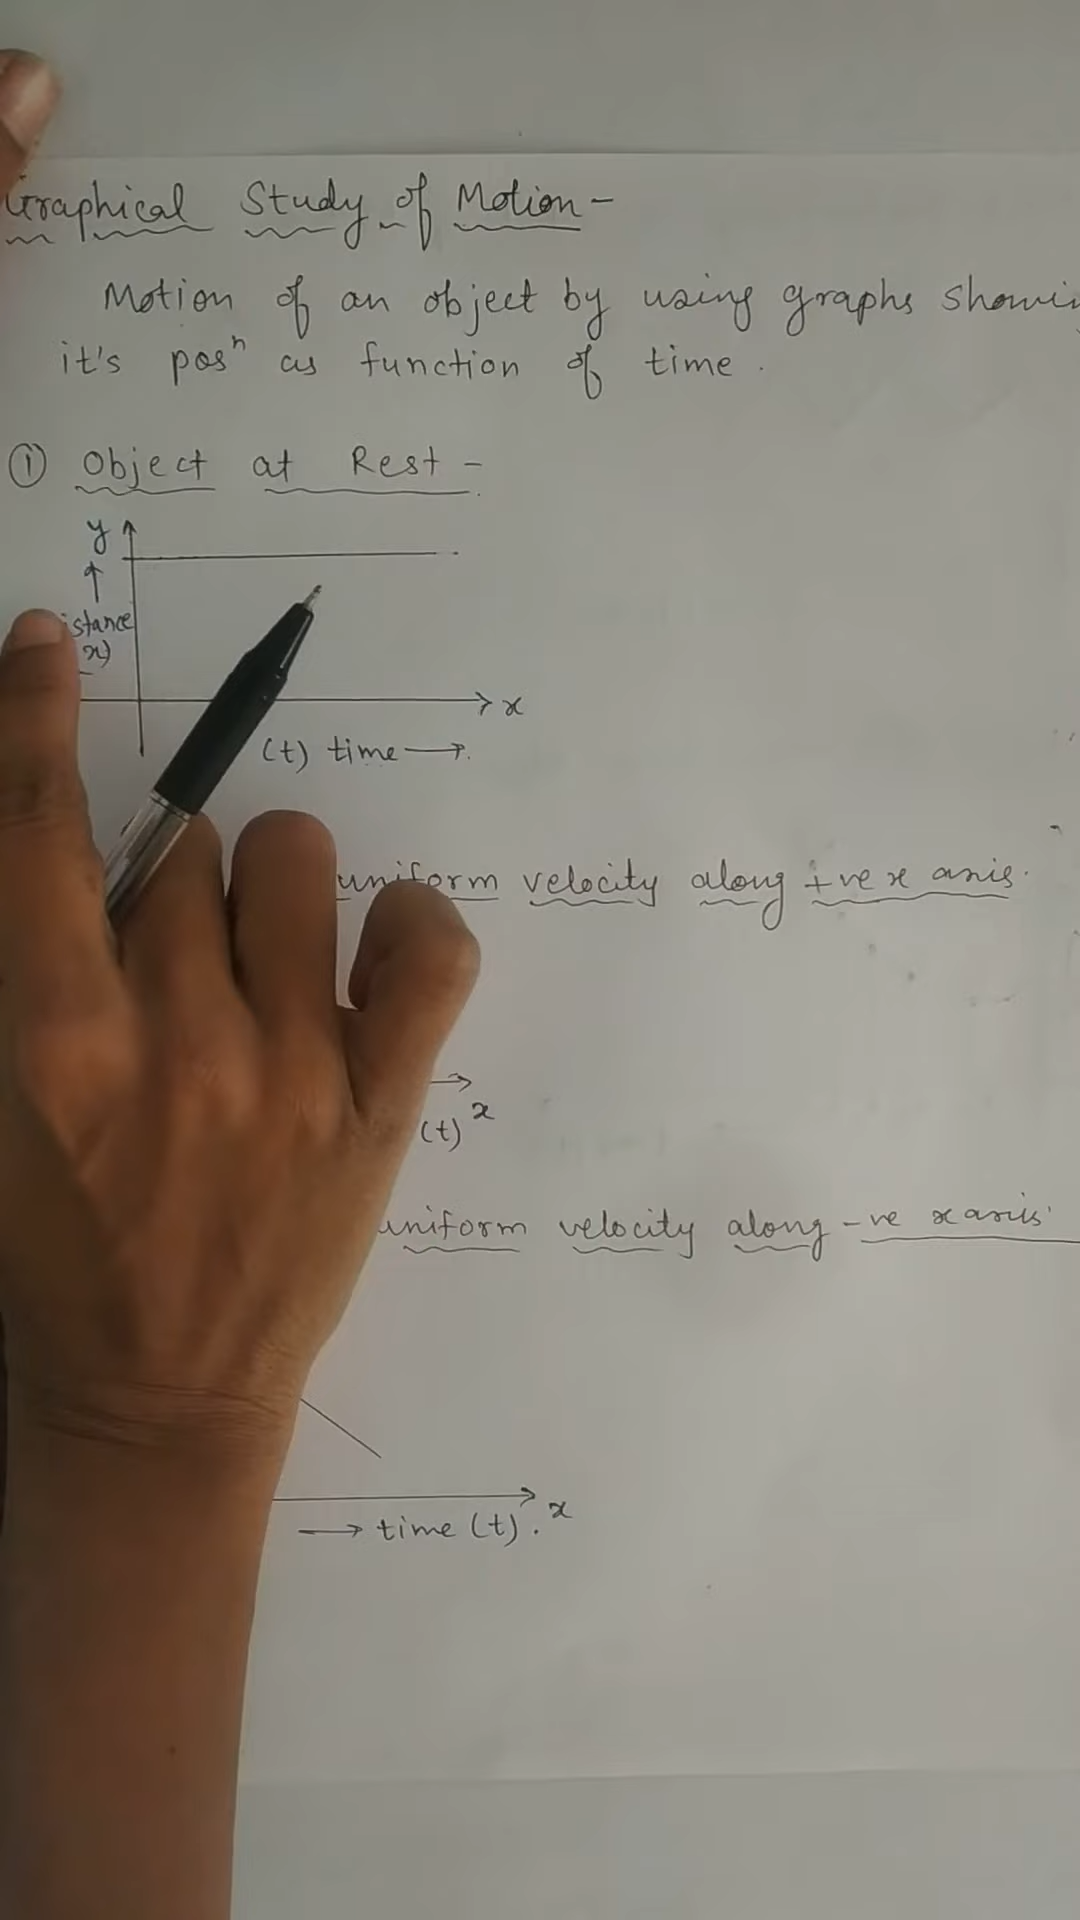 Graphical Study of Motion-
Motion of an object by using graphs showi
it's posⁿ as function of time.
① Object at Rest -
y
istance
x)
x
(t) time →
uniform velocity along +ve x axis.
x
(t)
uniform velocity along -ve x axis.
x
→ time (t).